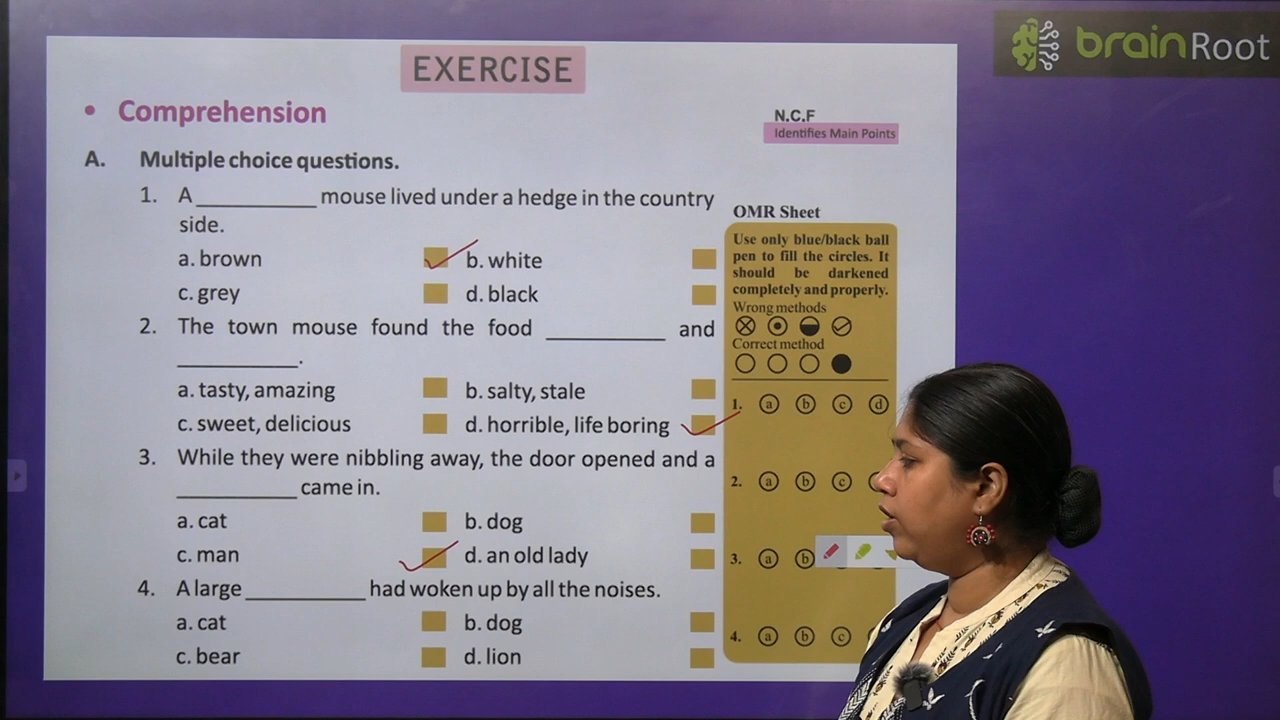 brainRoot
EXERCISE
• Comprehension
N.C.F
Identifies Main Points
A. Multiple choice questions.
1. A __________ mouse lived under a hedge in the country
side.
a. brown b. white
c. grey d. black
2. The town mouse found the food __________ and
__________.
a. tasty, amazing b. salty, stale
c. sweet, delicious d. horrible, life boring
3. While they were nibbling away, the door opened and a
__________ came in.
a. cat b. dog
c. man d. an old lady
4. A large __________ had woken up by all the noises.
a. cat b. dog
c. bear d. lion
OMR Sheet
Use only blue/black ball
pen to fill the circles. It
should be darkened
completely and properly.
Wrong methods
Correct method
1. a b c d
2. a b c
3. a b
4. a b c